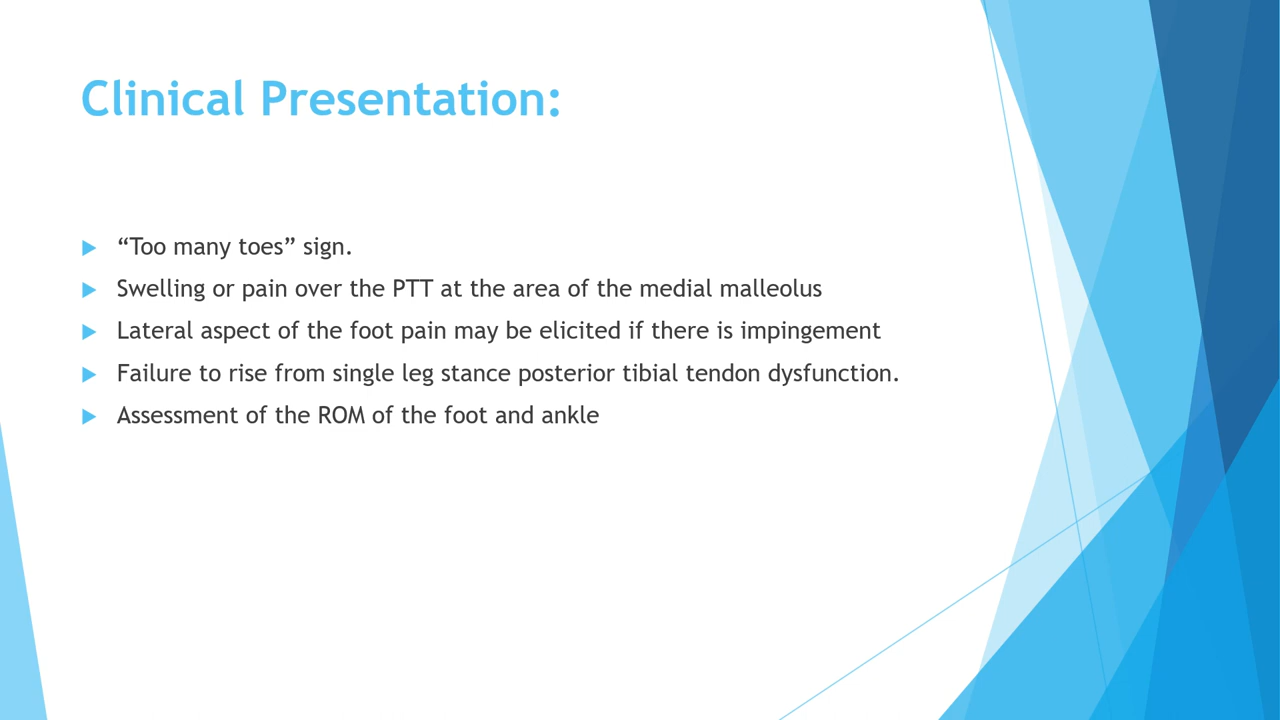 Clinical Presentation:
“Too many toes” sign.
Swelling or pain over the PTT at the area of the medial malleolus
Lateral aspect of the foot pain may be elicited if there is impingement
Failure to rise from single leg stance posterior tibial tendon dysfunction.
Assessment of the ROM of the foot and ankle